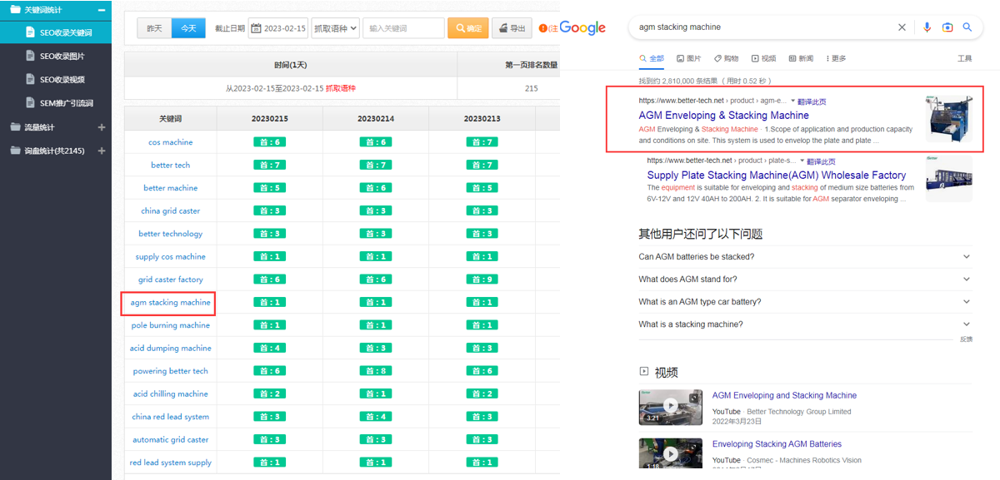 关键词统计
SEO收录关键词
SEO收录图片
SEO收录视频
SEM推广引流词
流量统计
询盘统计(共2145)
昨天 今天 截止日期 2023-02-15 抓取语种 输入关键词 确定 导出 (注
时间(1天) 第一页排名数量
从2023-02-15至2023-02-15 抓取语种 215
关键词 20230215 20230214 20230213
cos machine 首：6 首：6 首：7
better tech 首：7 首：7 首：7
better machine 首：5 首：6 首：5
china grid caster 首：3 首：3 首：3
better technology 首：3 首：3 首：3
supply cos machine 首：1 首：1 首：1
grid caster factory 首：6 首：6 首：9
agm stacking machine 首：1 首：1 首：1
pole burning machine 首：1 首：1 首：1
acid dumping machine 首：4 首：3 首：3
powering better tech 首：6 首：8 首：6
acid chilling machine 首：2 首：1 首：2
china red lead system 首：3 首：4 首：3
automatic grid caster 首：3 首：3 首：3
red lead system supply 首：1 首：1 首：1
Google
agm stacking machine
全部 图片 购物 视频 新闻 更多 工具
找到约 2,810,000 条结果 （用时 0.52 秒）
https://www.better-tech.net › product › agm-e... 翻译此页
AGM Enveloping & Stacking Machine
AGM Enveloping & Stacking Machine · 1.Scope of application and production capacity
and conditions on site. This system is used to envelop the plate and plate ...
https://www.better-tech.net › product › plate-s... 翻译此页
Supply Plate Stacking Machine(AGM) Wholesale Factory
The equipment is suitable for enveloping and stacking of medium size batteries from
6V-12V and 12V 40AH to 200AH. 2. It is suitable for AGM separator enveloping ...
其他用户还问了以下问题
Can AGM batteries be stacked?
What does AGM stand for?
What is an AGM type car battery?
What is a stacking machine?
反馈
视频
3:21
AGM Enveloping and Stacking Machine
YouTube · Better Technology Group Limited
2022年3月23日
1:18
Enveloping Stacking AGM Batteries
YouTube · Cosmec - Machines Robotics Vision